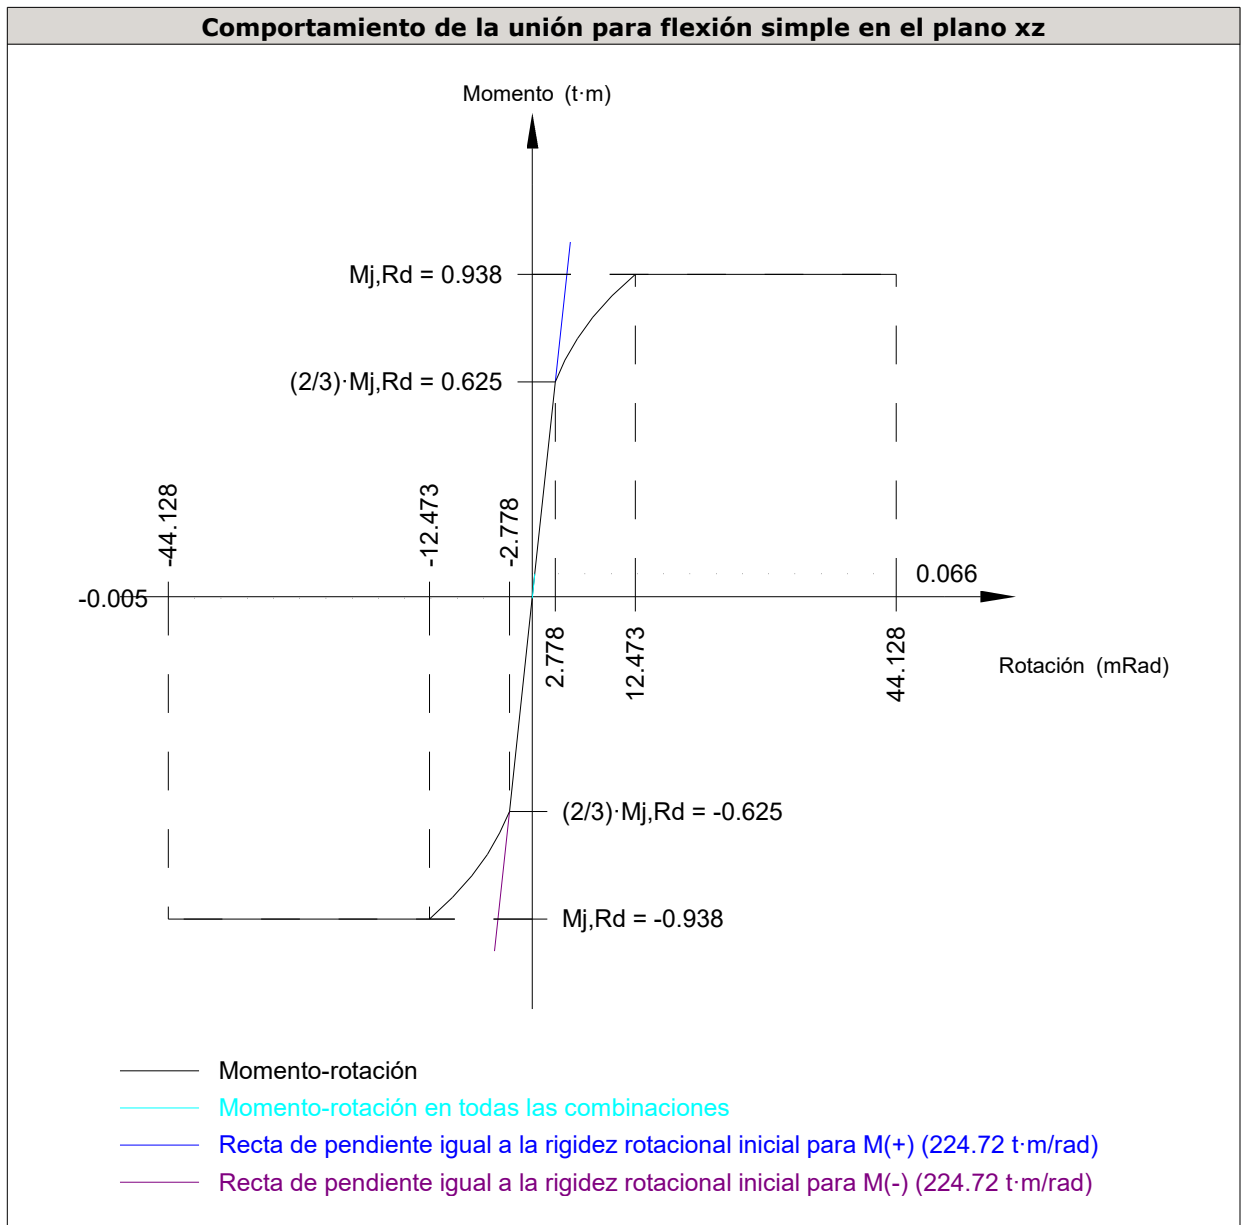 Comportamiento de la unión para flexión simple en el plano xz
Momento (t·m)
Mj,Rd = 0.938
(2/3)·Mj,Rd = 0.625
-44.128
-12.473
-2.778
-0.005
0.066
2.778
12.473
44.128
Rotación (mRad)
(2/3)·Mj,Rd = -0.625
Mj,Rd = -0.938
Momento-rotación
Momento-rotación en todas las combinaciones
Recta de pendiente igual a la rigidez rotacional inicial para M(+) (224.72 t·m/rad)
Recta de pendiente igual a la rigidez rotacional inicial para M(-) (224.72 t·m/rad)